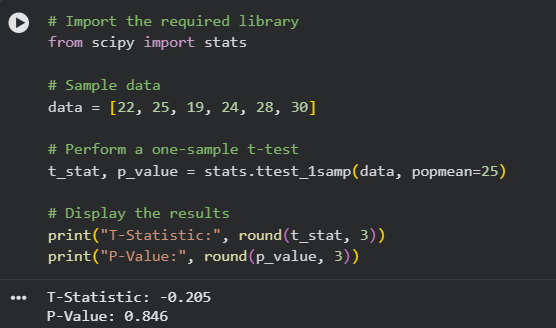 # Import the required library
from scipy import stats
# Sample data
data = [22, 25, 19, 24, 28, 30]
# Perform a one-sample t-test
t_stat, p_value = stats.ttest_1samp(data, popmean=25)
# Display the results
print("T-Statistic:", round(t_stat, 3))
print("P-Value:", round(p_value, 3))
T-Statistic: -0.205
P-Value: 0.846